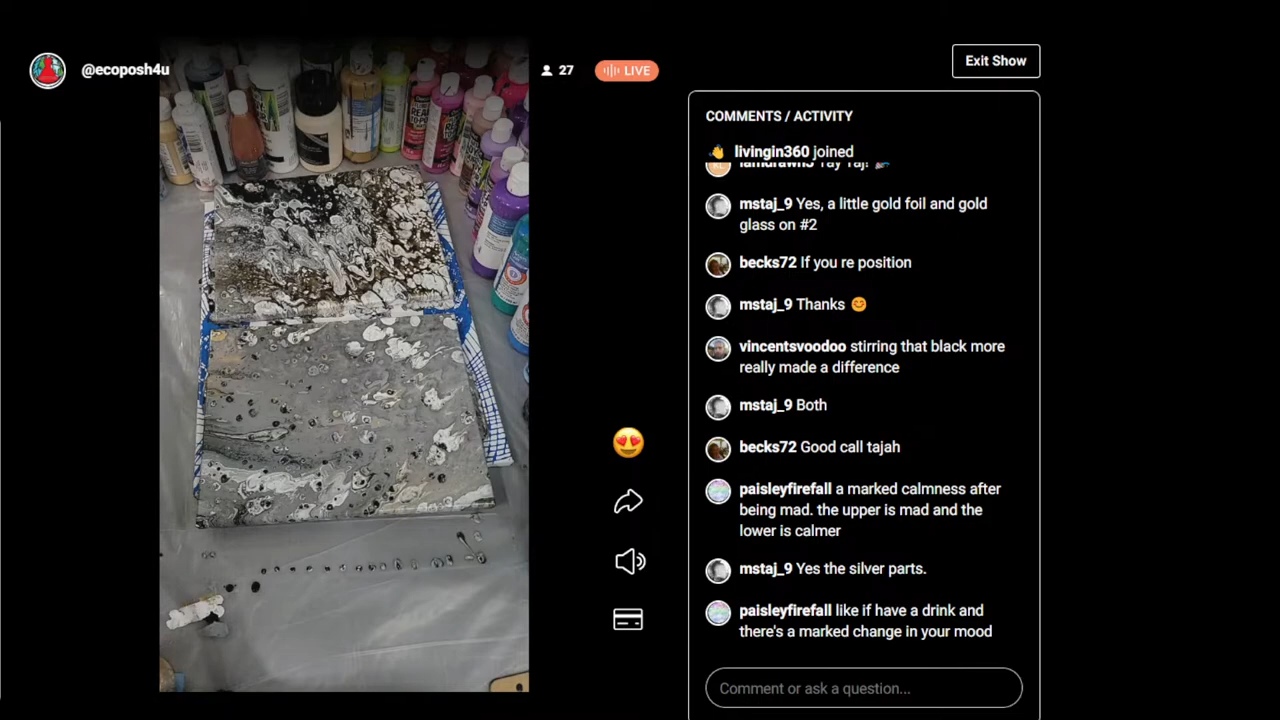 @ecoposh4u
27
LIVE
Exit Show
COMMENTS / ACTIVITY
livingin360 joined
mstaj_9 Yes, a little gold foil and gold
glass on #2
becks72 If you re position
mstaj_9 Thanks 😊
vincentsvoodoo stirring that black more
really made a difference
mstaj_9 Both
becks72 Good call tajah
paisleyfirefall a marked calmness after
being mad. the upper is mad and the
lower is calmer
mstaj_9 Yes the silver parts.
paisleyfirefall like if have a drink and
there's a marked change in your mood
Comment or ask a question...